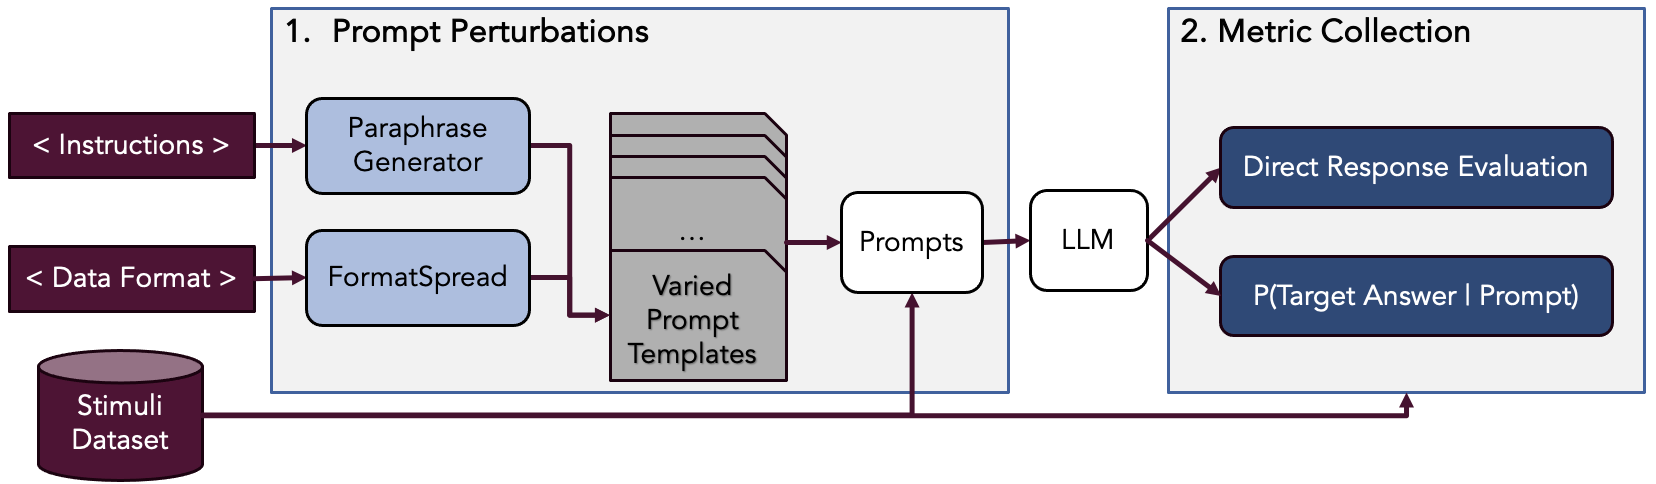 1. Prompt Perturbations
2. Metric Collection
< Instructions >
Paraphrase
Generator
< Data Format >
FormatSpread
...
Varied
Prompt
Templates
Prompts
LLM
Direct Response Evaluation
P(Target Answer | Prompt)
Stimuli
Dataset